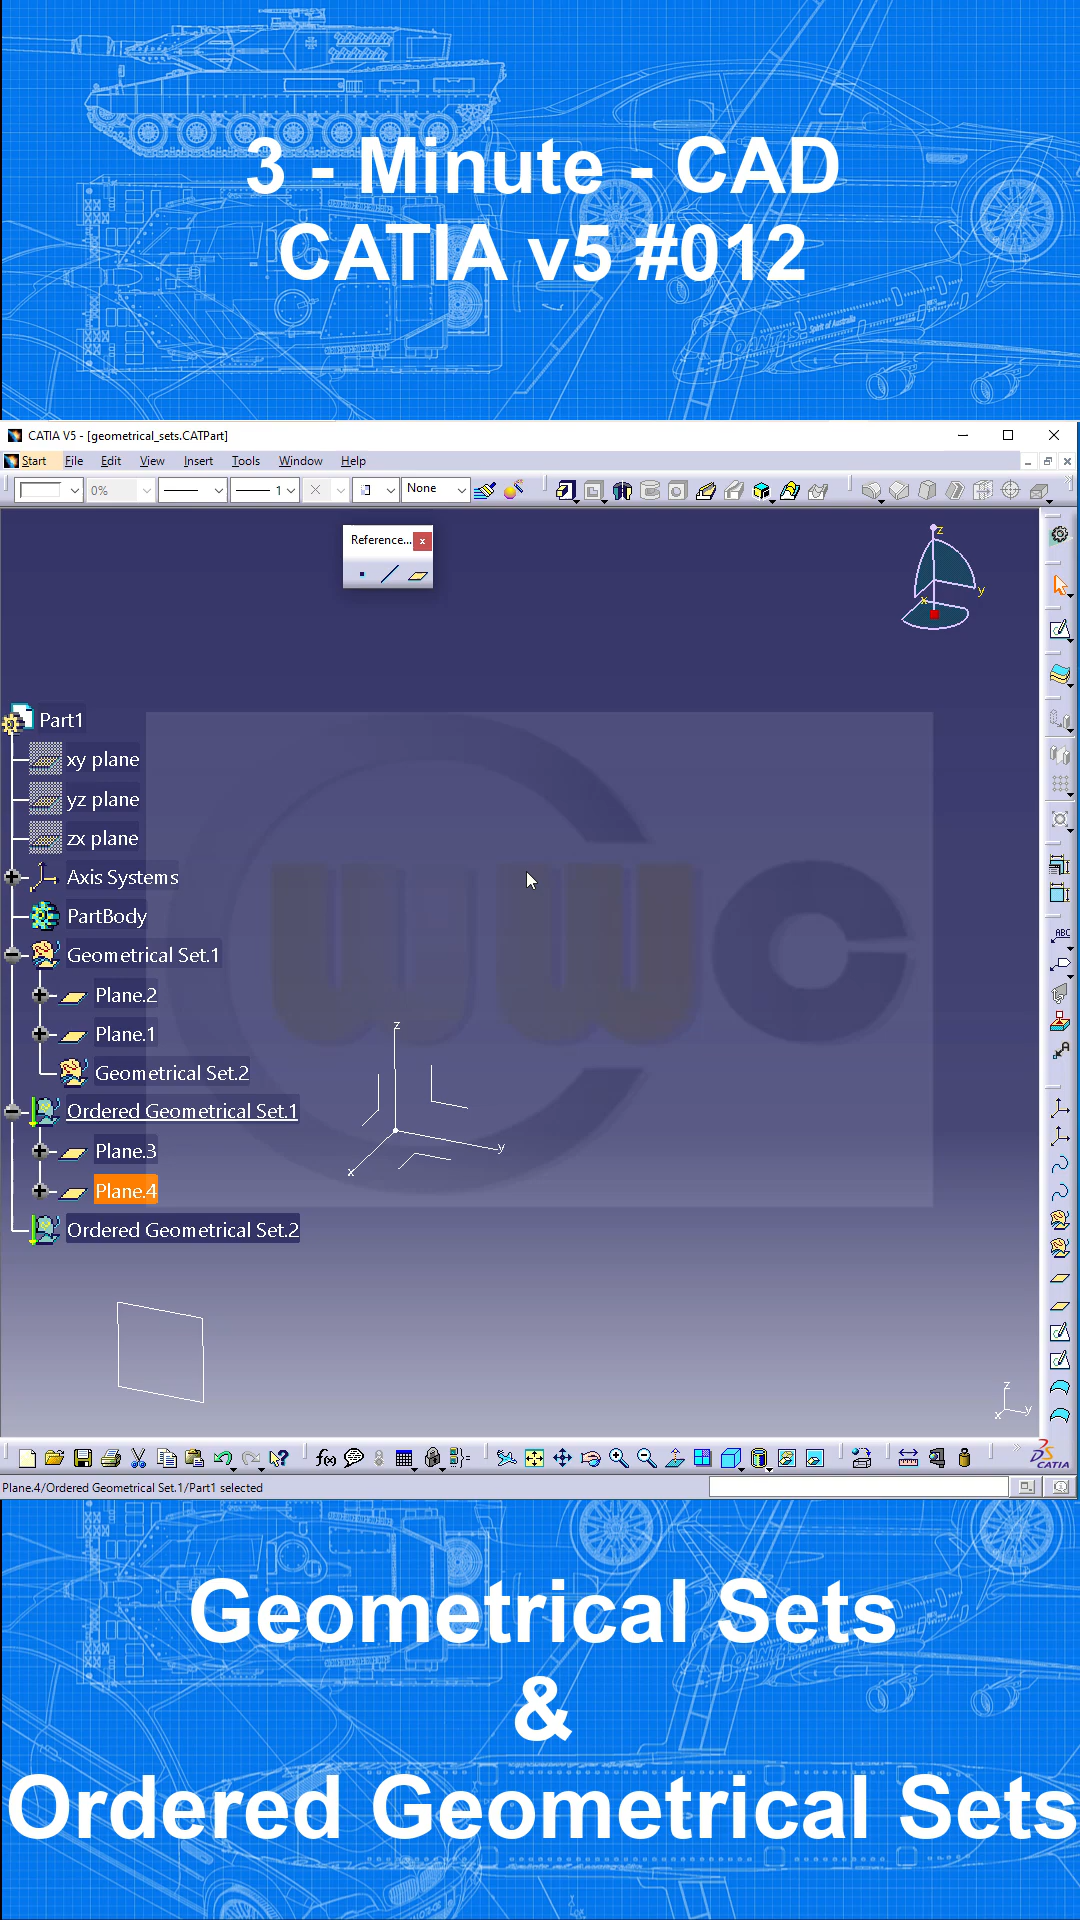 3 - Minute - CAD
CATIA v5 #012
CATIA V5 - [geometrical_sets.CATPart]
Start File Edit View Insert Tools Window Help
0% 1 None
Reference...
z
y
x
Part1
xy plane
yz plane
zx plane
Axis Systems
PartBody
Geometrical Set.1
Plane.2
Plane.1
Geometrical Set.2
Ordered Geometrical Set.1
Plane.3
Plane.4
Ordered Geometrical Set.2
wwc
z
y
x
ABC
z
x y
f(x)
CATIA
Plane.4/Ordered Geometrical Set.1/Part1 selected
Geometrical Sets
&
Ordered Geometrical Sets